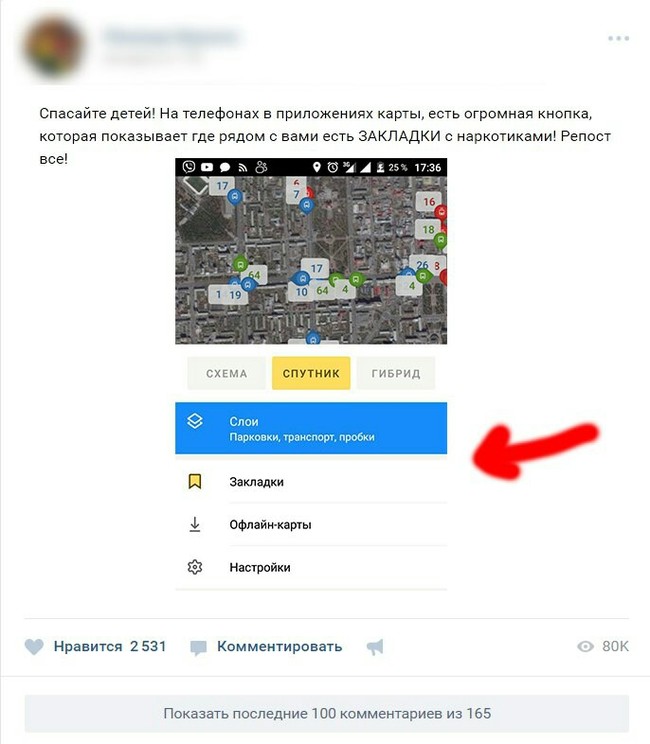 Спасайте детей! На телефонах в приложениях карты, есть огромная кнопка,
которая показывает где рядом с вами есть ЗАКЛАДКИ с наркотиками! Репост
все!
3G 25 % 17:36
17
6
7
16
18
64
17
26
8
1 19
10 64 4
4
СХЕМА СПУТНИК ГИБРИД
Слои
Парковки, транспорт, пробки
Закладки
Офлайн-карты
Настройки
Нравится 2 531 Комментировать 80K
Показать последние 100 комментариев из 165